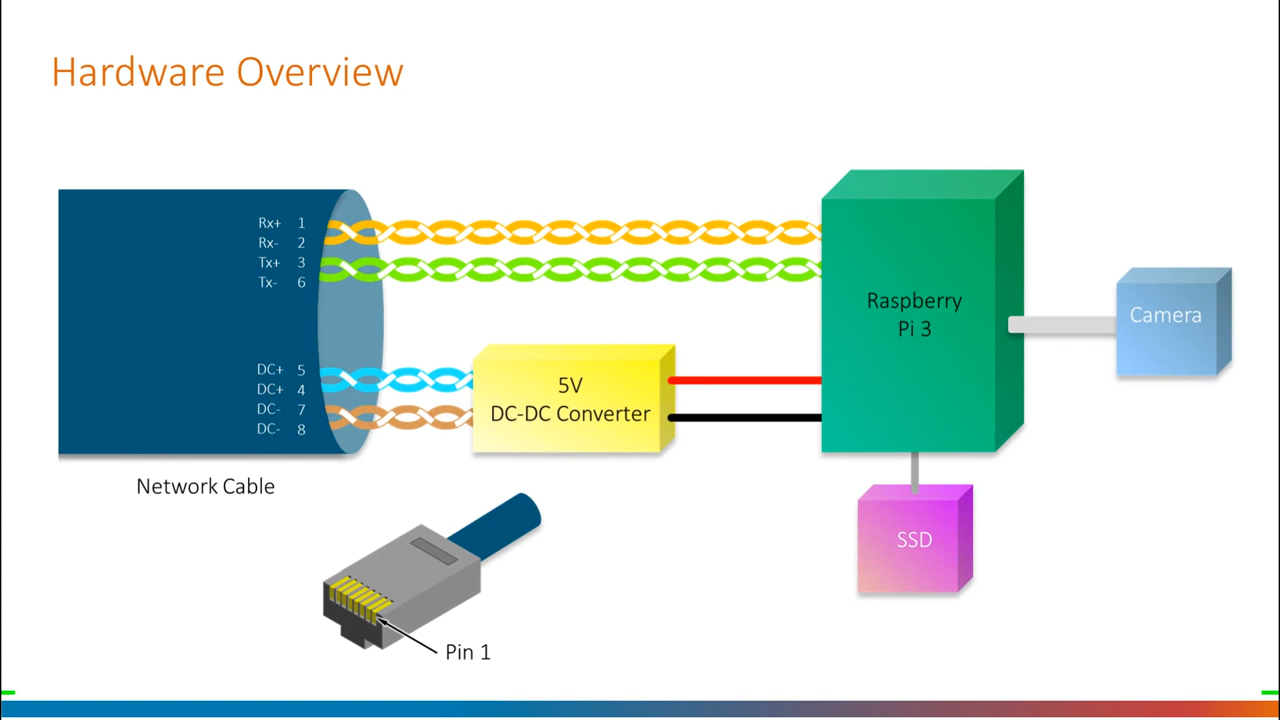 Hardware Overview
Rx+ 1
Rx- 2
Tx+ 3
Tx- 6
DC+ 5
DC+ 4
DC- 7
DC- 8
Network Cable
5V
DC-DC Converter
Raspberry
Pi 3
Camera
SSD
Pin 1